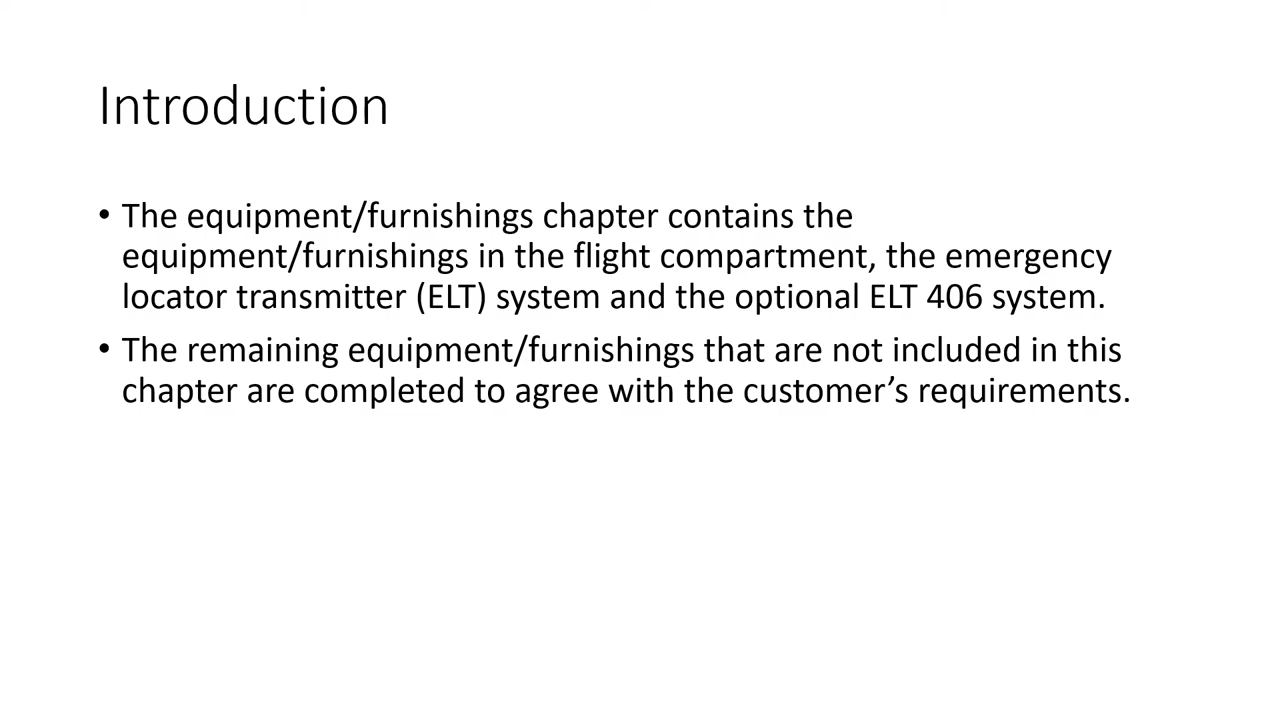 Introduction
• The equipment/furnishings chapter contains the
equipment/furnishings in the flight compartment, the emergency
locator transmitter (ELT) system and the optional ELT 406 system.
• The remaining equipment/furnishings that are not included in this
chapter are completed to agree with the customer’s requirements.